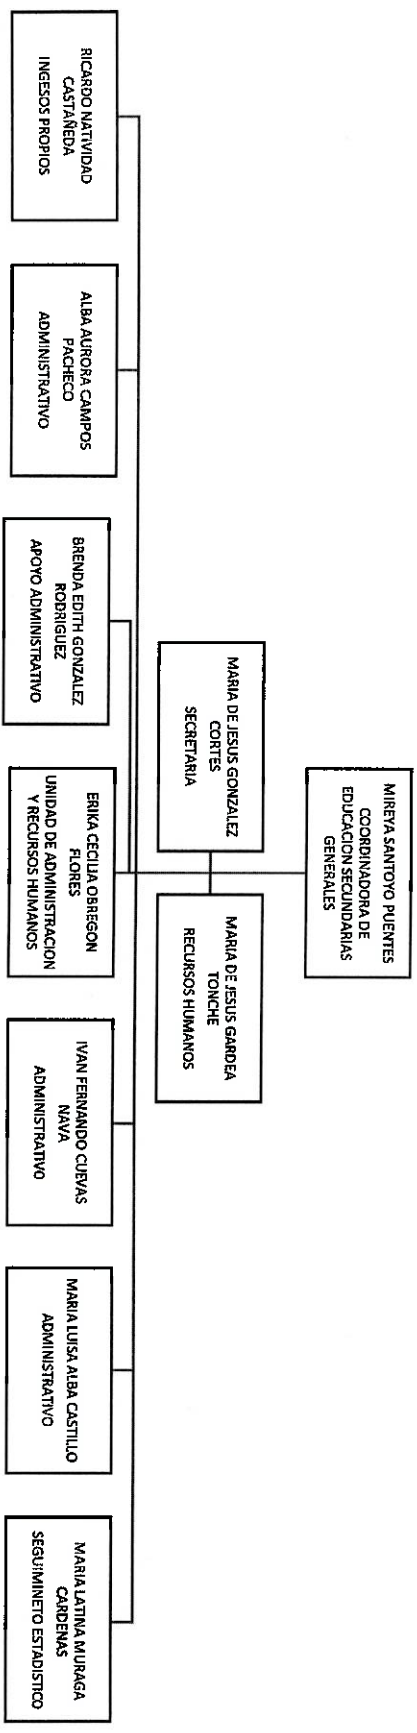 MIREYA SANTOYO PUENTES
COORDINADORA DE
EDUCACION SECUNDARIAS
GENERALES
MARIA DE JESUS GONZALEZ
CORTES
SECRETARIA
MARIA DE JESUS GARDEA
TONCHE
RECURSOS HUMANOS
RICARDO NATIVIDAD
CASTAÑEDA
INGESOS PROPIOS
ALBA AURORA CAMPOS
PACHECO
ADMINISTRATIVO
BRENDA EDITH GONZALEZ
RODRIGUEZ
APOYO ADMINISTRATIVO
ERIKA CECILIA OBREGON
FLORES
UNIDAD DE ADMINISTRACION
Y RECURSOS HUMANOS
IVAN FERNANDO CUEVAS
NAVA
ADMINISTRATIVO
MARIA LUISA ALBA CASTILLO
ADMINISTRATIVO
MARIA LATINA MURAGA
CARDENAS
SEGUIMINETO ESTADISTICO